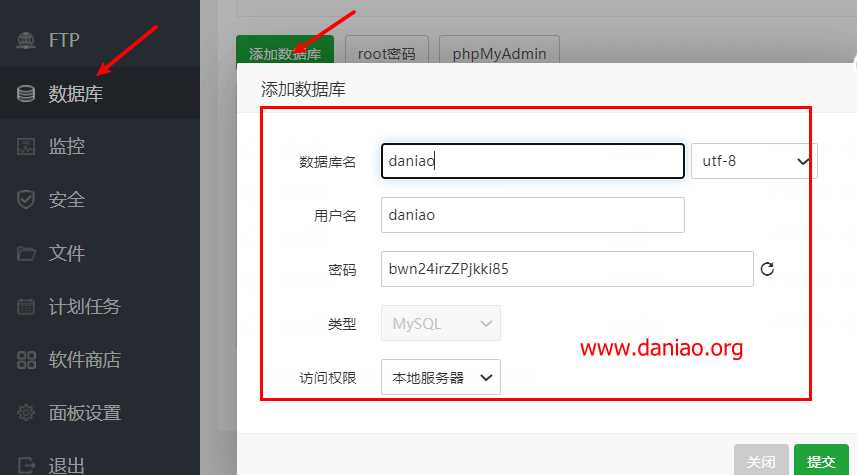 FTP
数据库
监控
安全
文件
计划任务
软件商店
面板设置
退出
添加数据库 root密码 phpMyAdmin
添加数据库
数据库名 daniao utf-8
用户名 daniao
密码 bwn24irzZPjkki85
类型 MySQL
www.daniao.org
访问权限 本地服务器
关闭 提交